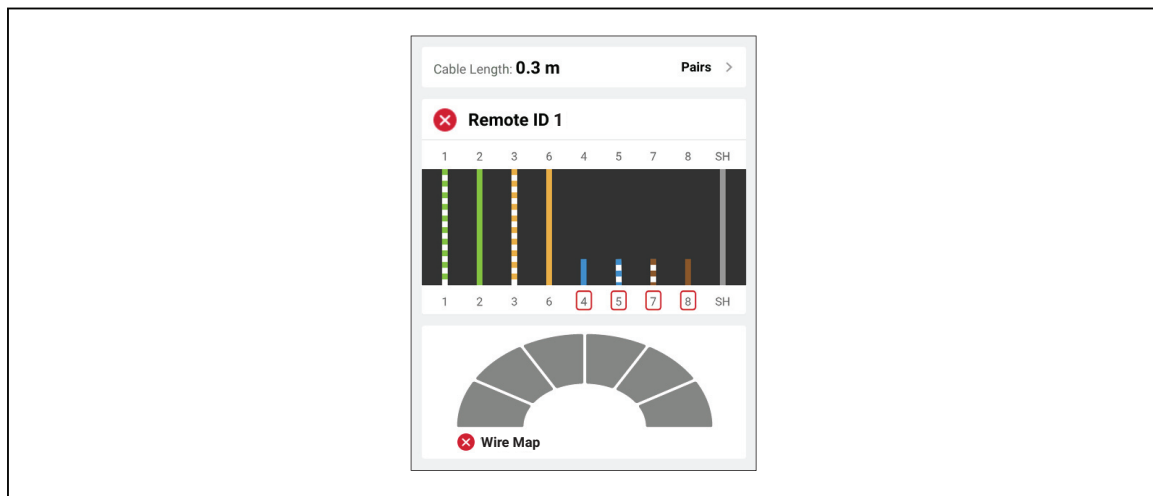 Cable Length: 0.3 m Pairs >
Remote ID 1
1 2 3 6 4 5 7 8 SH
1 2 3 6 4 5 7 8 SH
Wire Map